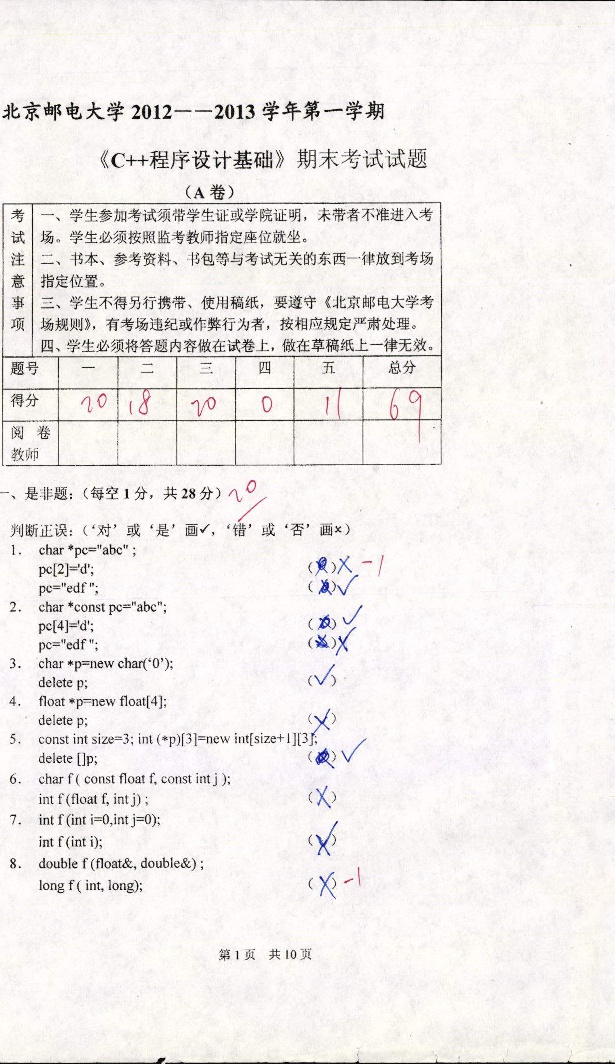 北京邮电大学 2012——2013 学年第一学期
《C++程序设计基础》期末考试试题
（A 卷）
考试注意事项
一、学生参加考试须带学生证或学院证明，未带者不准进入考
场。学生必须按照监考教师指定座位就坐。
二、书本、参考资料、书包等与考试无关的东西一律放到考场
指定位置。
三、学生不得另行携带、使用稿纸，要遵守《北京邮电大学考
场规则》，有考场违纪或作弊行为者，按相应规定严肃处理。
四、学生必须将答题内容做在试卷上，做在草稿纸上一律无效。
题号 一 二 三 四 五 总分
得分 20 18 20 0 11 69
阅 卷
教师
一、是非题：（每空 1 分，共 28 分） 20
判断正误：（‘对’或‘是’画✓，‘错’或‘否’画×）
1. char *pc="abc" ;
pc[2]='d'; ( )× -1
pc="edf "; ( )✓
2. char *const pc="abc";
pc[4]='d'; ( )✓
pc="edf "; ( )×
3. char *p=new char(‘0’);
delete p; (✓)
4. float *p=new float[4];
delete p; (×)
5. const int size=3; int (*p)[3]=new int[size+1][3];
delete []p; ( )✓
6. char f ( const float f, const int j );
int f (float f, int j) ; (×)
7. int f (int i=0,int j=0);
int f (int i); ( )
8. double f (float&, double&) ;
long f ( int, long); (×) -1
第 1 页 共 10 页